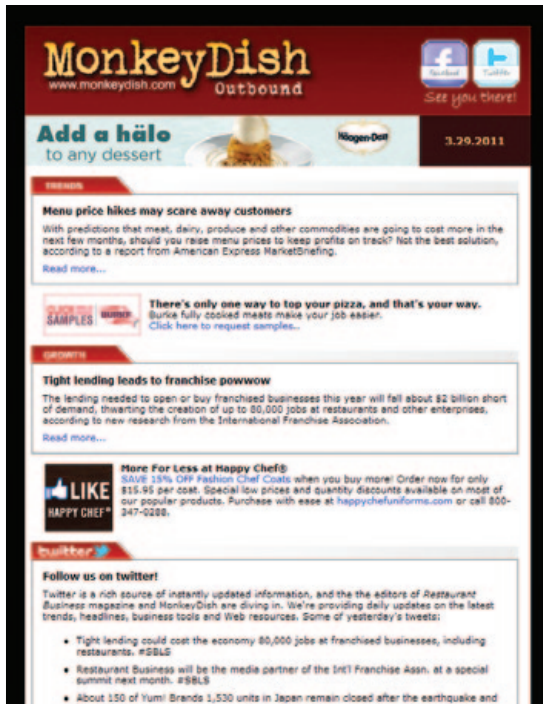 MonkeyDish
www.monkeydish.com
Outbound
Facebook
Twitter
See you there!
Add a hälo
to any dessert
Häagen-Dazs
3.29.2011
TRENDS
Menu price hikes may scare away customers
With predictions that meat, dairy, produce and other commodities are going to cost more in the
next few months, should you raise menu prices to keep profits on track? Not the best solution,
according to a report from American Express MarketBriefing.
Read more...
SAMPLES
BURKE
There's only one way to top your pizza, and that's your way.
Burke fully cooked meats make your job easier.
Click here to request samples..
GROWTH
Tight lending leads to franchise powwow
The lending needed to open or buy franchised businesses this year will fall about $2 billion short
of demand, thwarting the creation of up to 80,000 jobs at restaurants and other enterprises,
according to new research from the International Franchise Association.
Read more...
LIKE
HAPPY CHEF®
More For Less at Happy Chef®
SAVE 15% OFF Fashion Chef Coats when you buy more! Order now for only
$15.95 per coat. Special low prices and quantity discounts available on most of
our popular products. Purchase with ease at happychefuniforms.com or call 800-
347-0288.
twitter
Follow us on twitter!
Twitter is a rich source of instantly updated information, and the the editors of Restaurant
Business magazine and MonkeyDish are diving in. We're providing daily updates on the latest
trends, headlines, business tools and Web resources. Some of yesterday's tweets:
• Tight lending could cost the economy 80,000 jobs at franchised businesses, including
restaurants. #SBLS
• Restaurant Business will be the media partner of the Int'l Franchise Assn. at a special
summit next month. #SBLS
• About 150 of Yum! Brands 1,530 units in Japan remain closed after the earthquake and